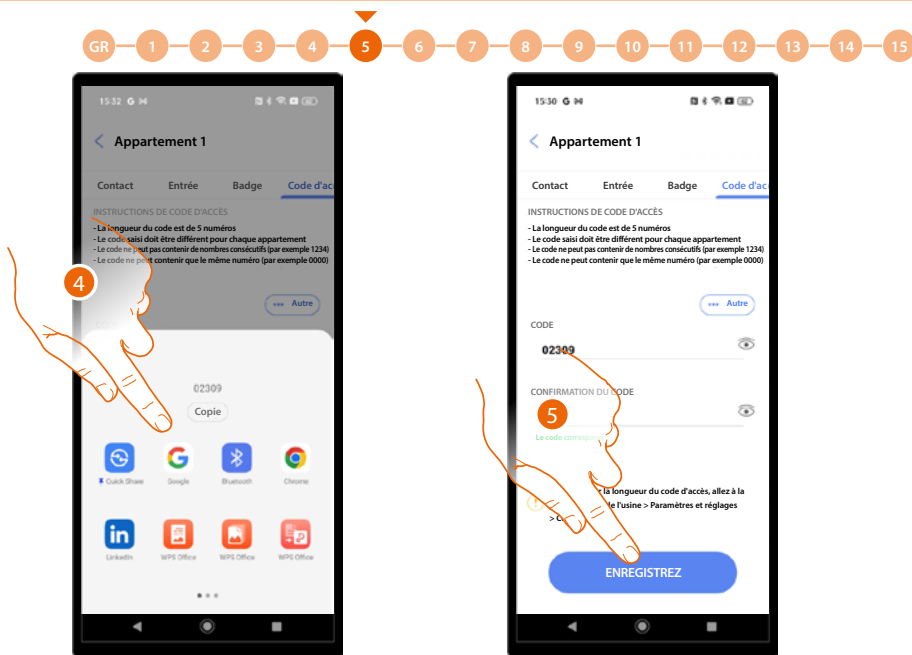 GR 1 2 3 4 5 6 7 8 9 10 11 12 13 14 15
15:32 G
Appartement 1
Contact Entrée Badge Code d'ac
INSTRUCTIONS DE CODE D'ACCÈS
- La longueur du code est de 5 numéros
- Le code saisi doit être différent pour chaque appartement
- Le code ne peut pas contenir de nombres consécutifs (par exemple 1234)
- Le code ne peut contenir que le même numéro (par exemple 0000)
4
Autre
02309
Copie
Quick Share Google Bluetooth Chrome
LinkedIn WPS Office WPS Office WPS Office
15:30 G
Appartement 1
Contact Entrée Badge Code d'ac
INSTRUCTIONS DE CODE D'ACCÈS
- La longueur du code est de 5 numéros
- Le code saisi doit être différent pour chaque appartement
- Le code ne peut pas contenir de nombres consécutifs (par exemple 1234)
- Le code ne peut contenir que le même numéro (par exemple 0000)
Autre
CODE
02309
CONFIRMATION DU CODE
5
Le code corresp
la longueur du code d'accès, allez à la
de l'usine > Paramètres et réglages
> C
ENREGISTREZ